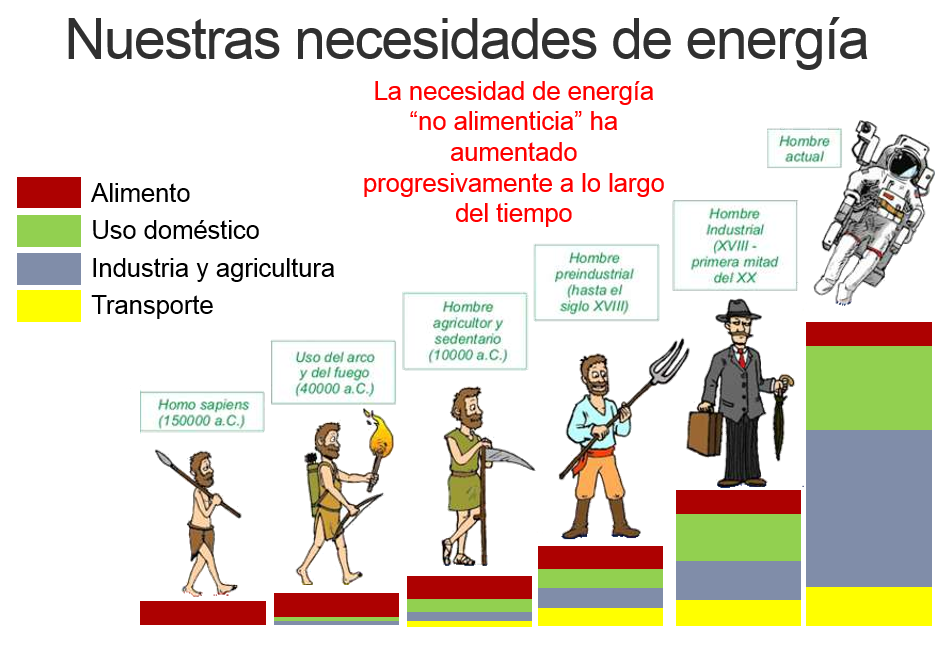 Nuestras necesidades de energía
La necesidad de energía
“no alimenticia” ha
aumentado
progresivamente a lo largo
del tiempo
Alimento
Uso doméstico
Industria y agricultura
Transporte
Homo sapiens
(150000 a.C.)
Uso del arco
y del fuego
(40000 a.C.)
Hombre
agricultor y
sedentario
(10000 a.C.)
Hombre
preindustrial
(hasta el
siglo XVIII)
Hombre
Industrial
(XVIII -
primera mitad
del XX
Hombre
actual